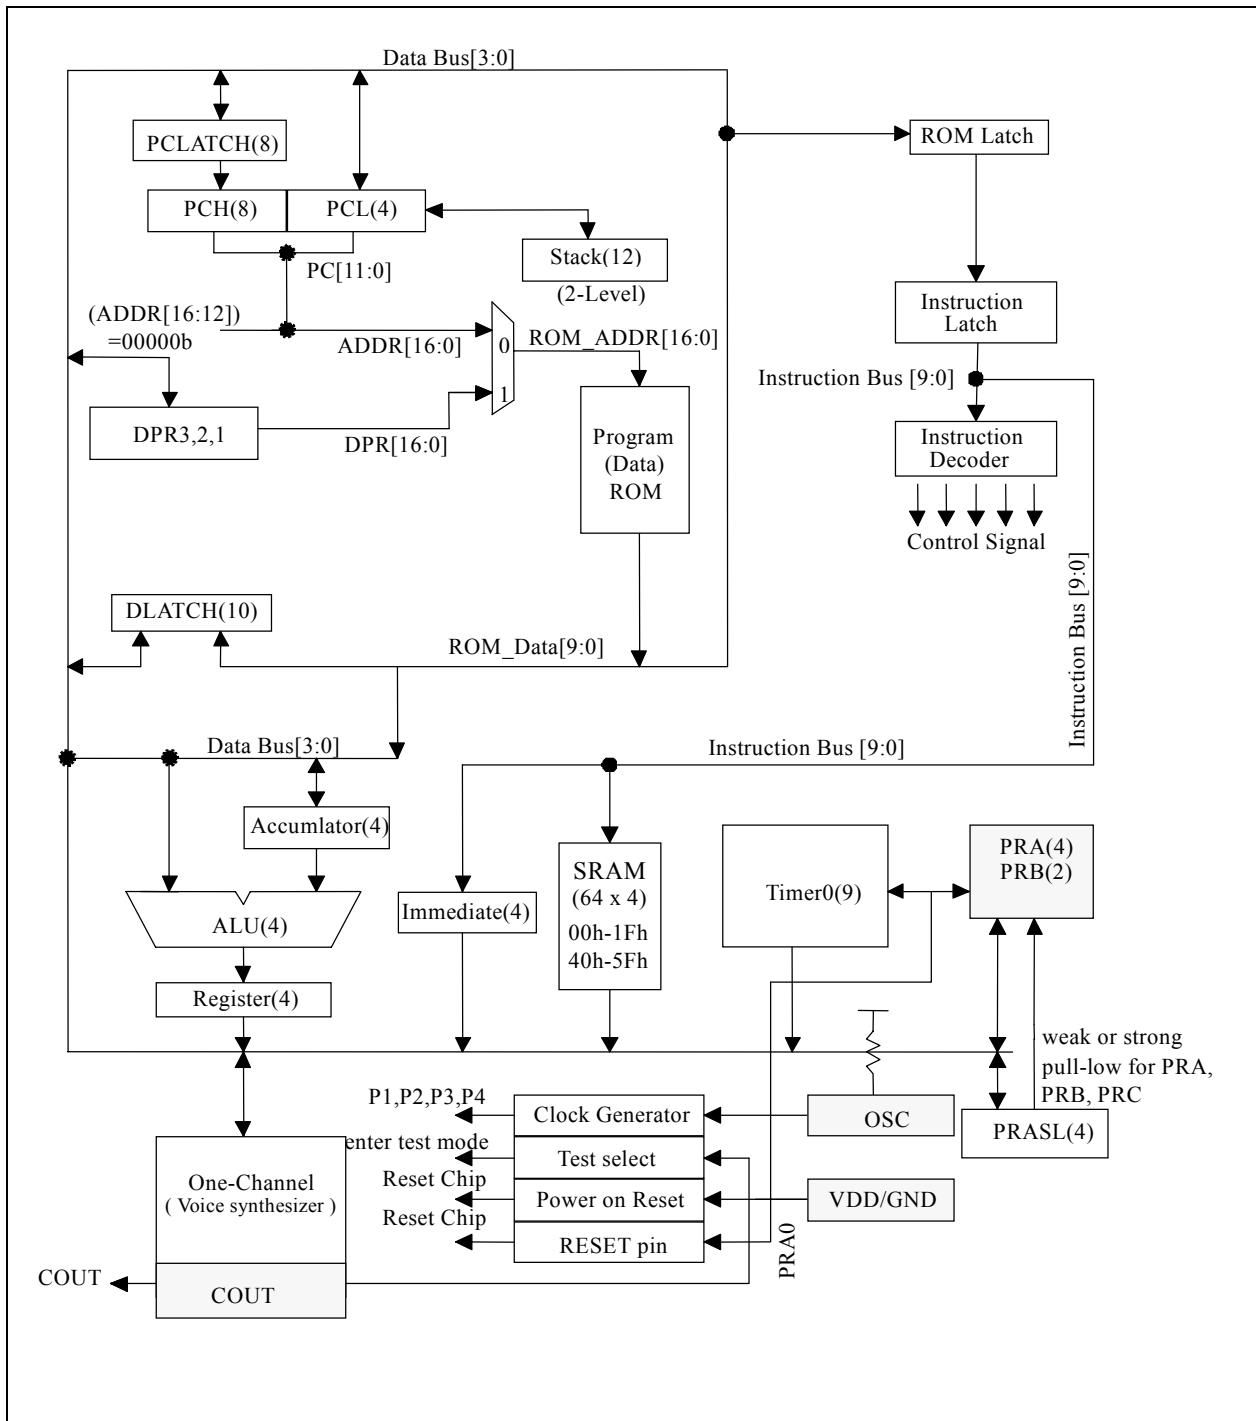 Data Bus[3:0]
PCLATCH(8)
ROM Latch
PCH(8)
PCL(4)
Stack(12)
(2-Level)
PC[11:0]
(ADDR[16:12])
=00000b
ADDR[16:0]
0
1
ROM_ADDR[16:0]
Instruction
Latch
Instruction Bus [9:0]
DPR3,2,1
DPR[16:0]
Program
(Data)
ROM
Instruction
Decoder
Control Signal
Instruction Bus [9:0]
DLATCH(10)
ROM_Data[9:0]
Data Bus[3:0]
Instruction Bus [9:0]
Accumlator(4)
ALU(4)
Register(4)
Immediate(4)
SRAM
(64 x 4)
00h-1Fh
40h-5Fh
Timer0(9)
PRA(4)
PRB(2)
weak or strong
pull-low for PRA,
PRB, PRC
PRASL(4)
P1,P2,P3,P4
Clock Generator
OSC
enter test mode
Test select
Reset Chip
Power on Reset
VDD/GND
Reset Chip
RESET pin
PRA0
One-Channel
( Voice synthesizer )
COUT
COUT